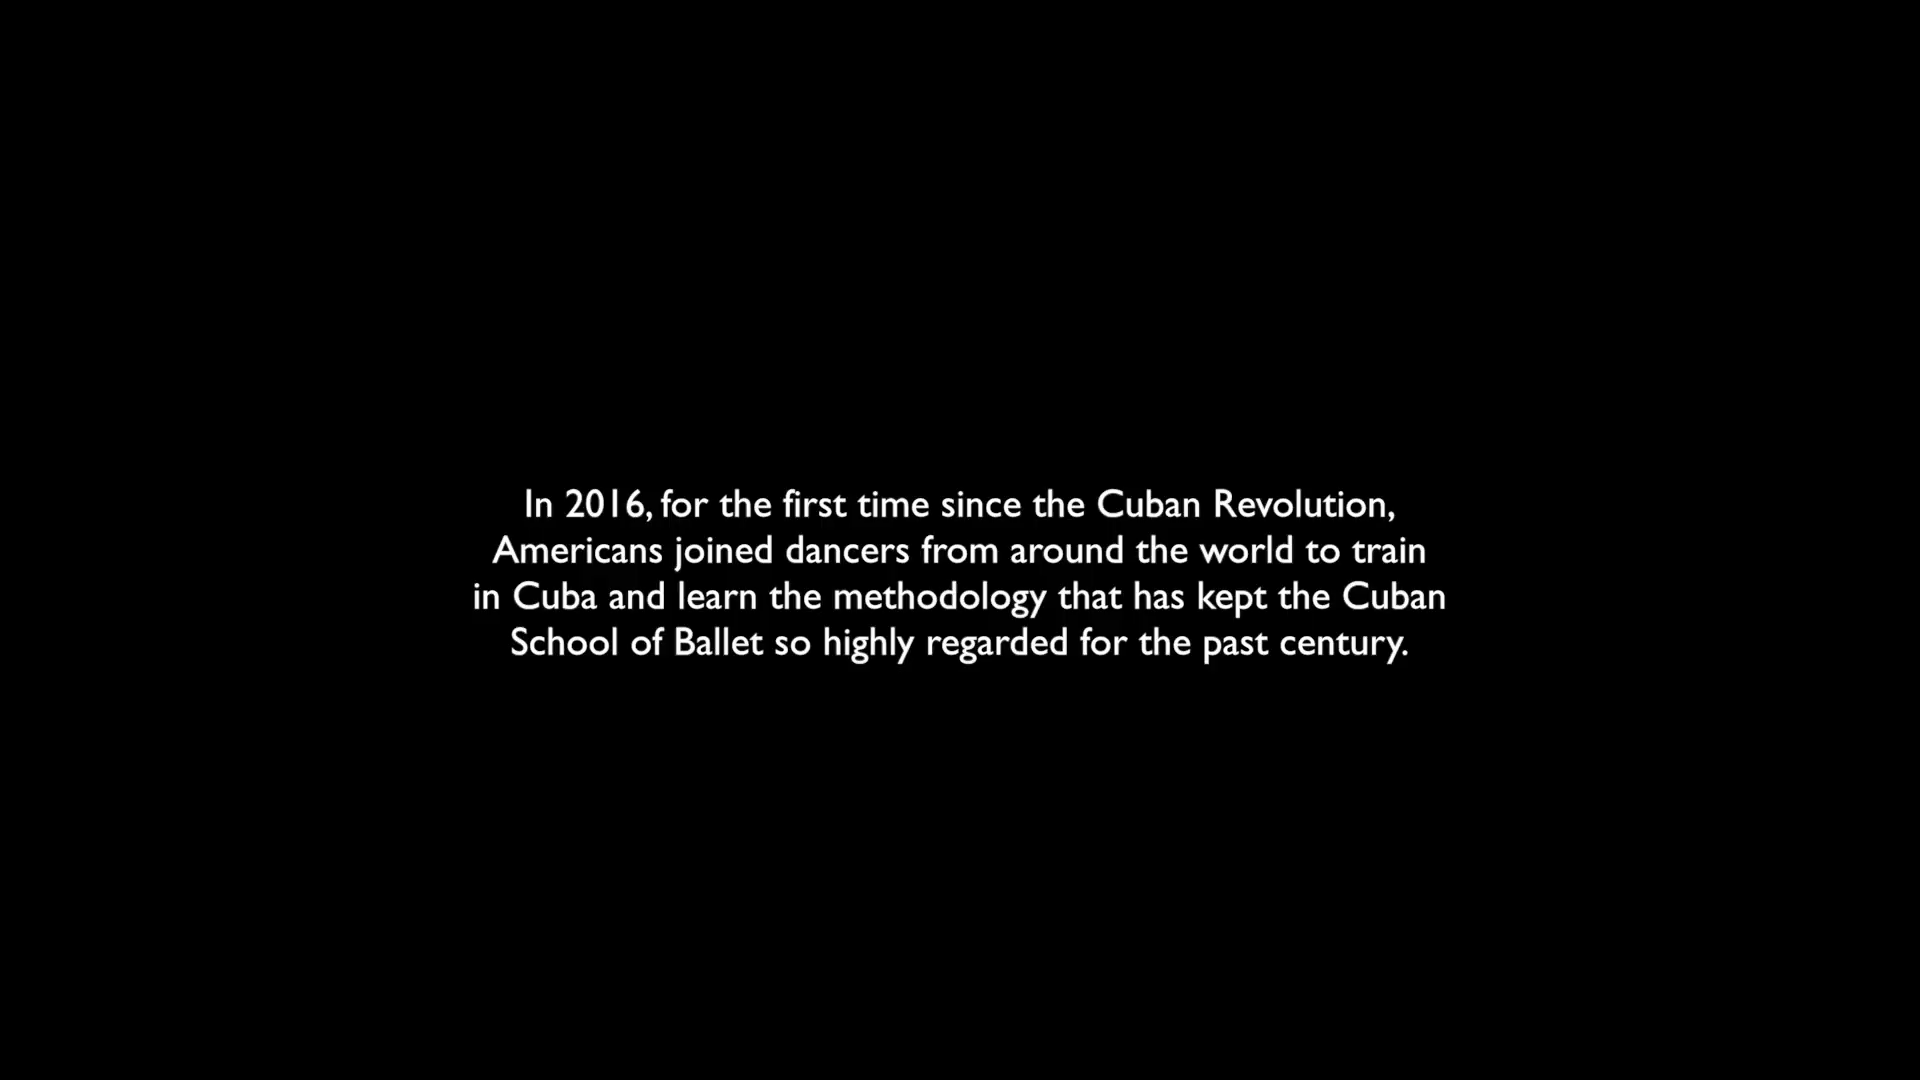 In 2016, for the first time since the Cuban Revolution,
Americans joined dancers from around the world to train
in Cuba and learn the methodology that has kept the Cuban
School of Ballet so highly regarded for the past century.